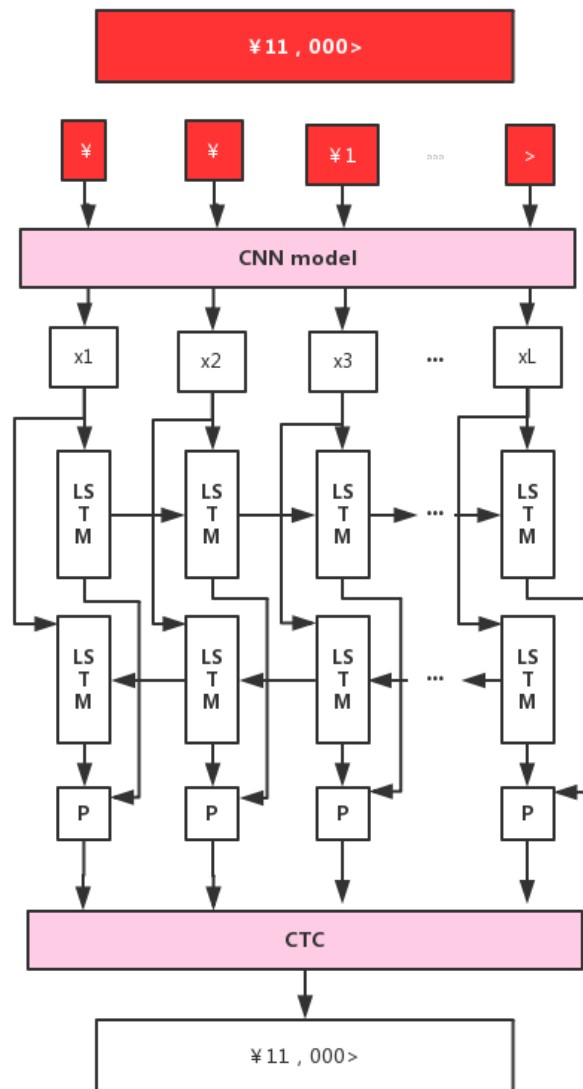 ¥11 , 000>
¥ ¥ ¥1 ... >
CNN model
x1 x2 x3 ... xL
LS
T
M
LS
T
M
LS
T
M
...
LS
T
M
LS
T
M
LS
T
M
LS
T
M
...
LS
T
M
P P P P
CTC
¥11 , 000>